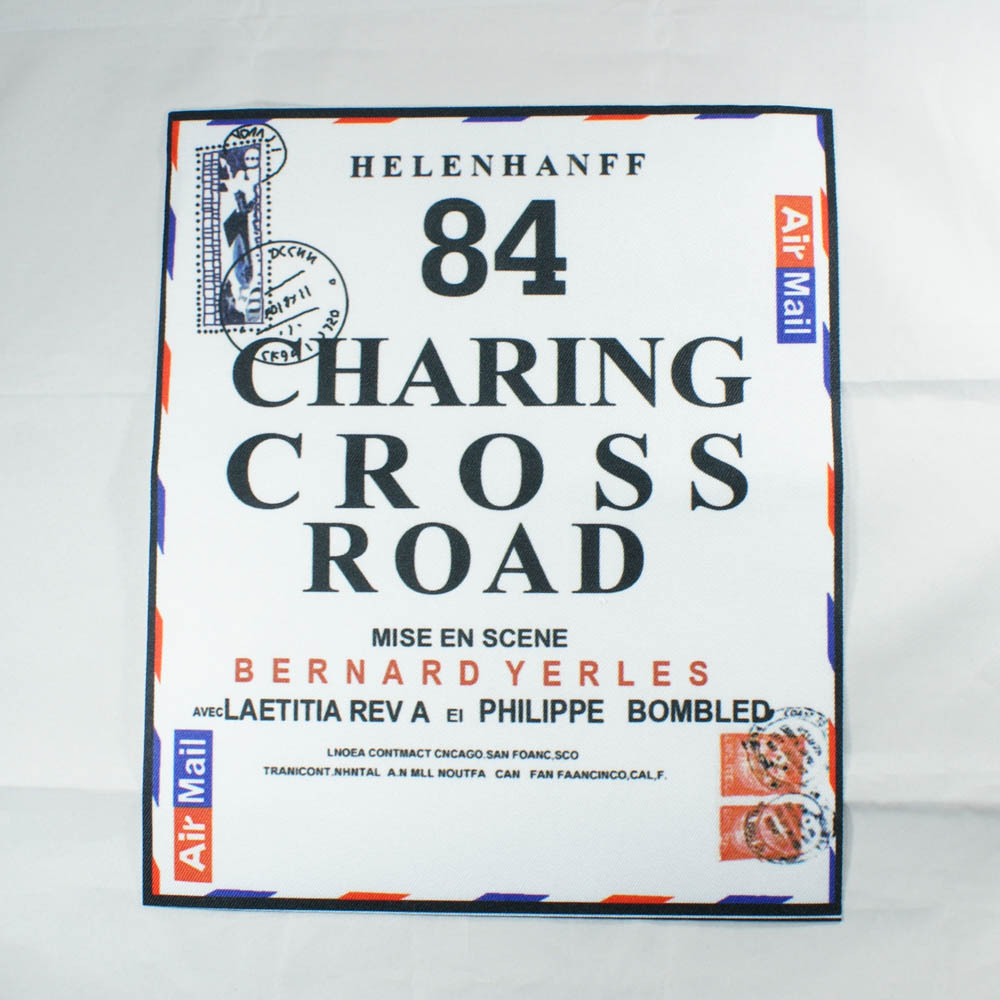 HELENHANFF
84
Air Mail
CHARING
CROSS
ROAD
MISE EN SCENE
BERNARD YERLES
AVEC LAETITIA REV A EI PHILIPPE BOMBLED
LNOEA CONTMACT CNCAGO.SAN FOANC,SCO
TRANICONT.NHNTAL A.N MLL NOUTFA CAN FAN FAANCINCO,CAL,F.
Air Mail